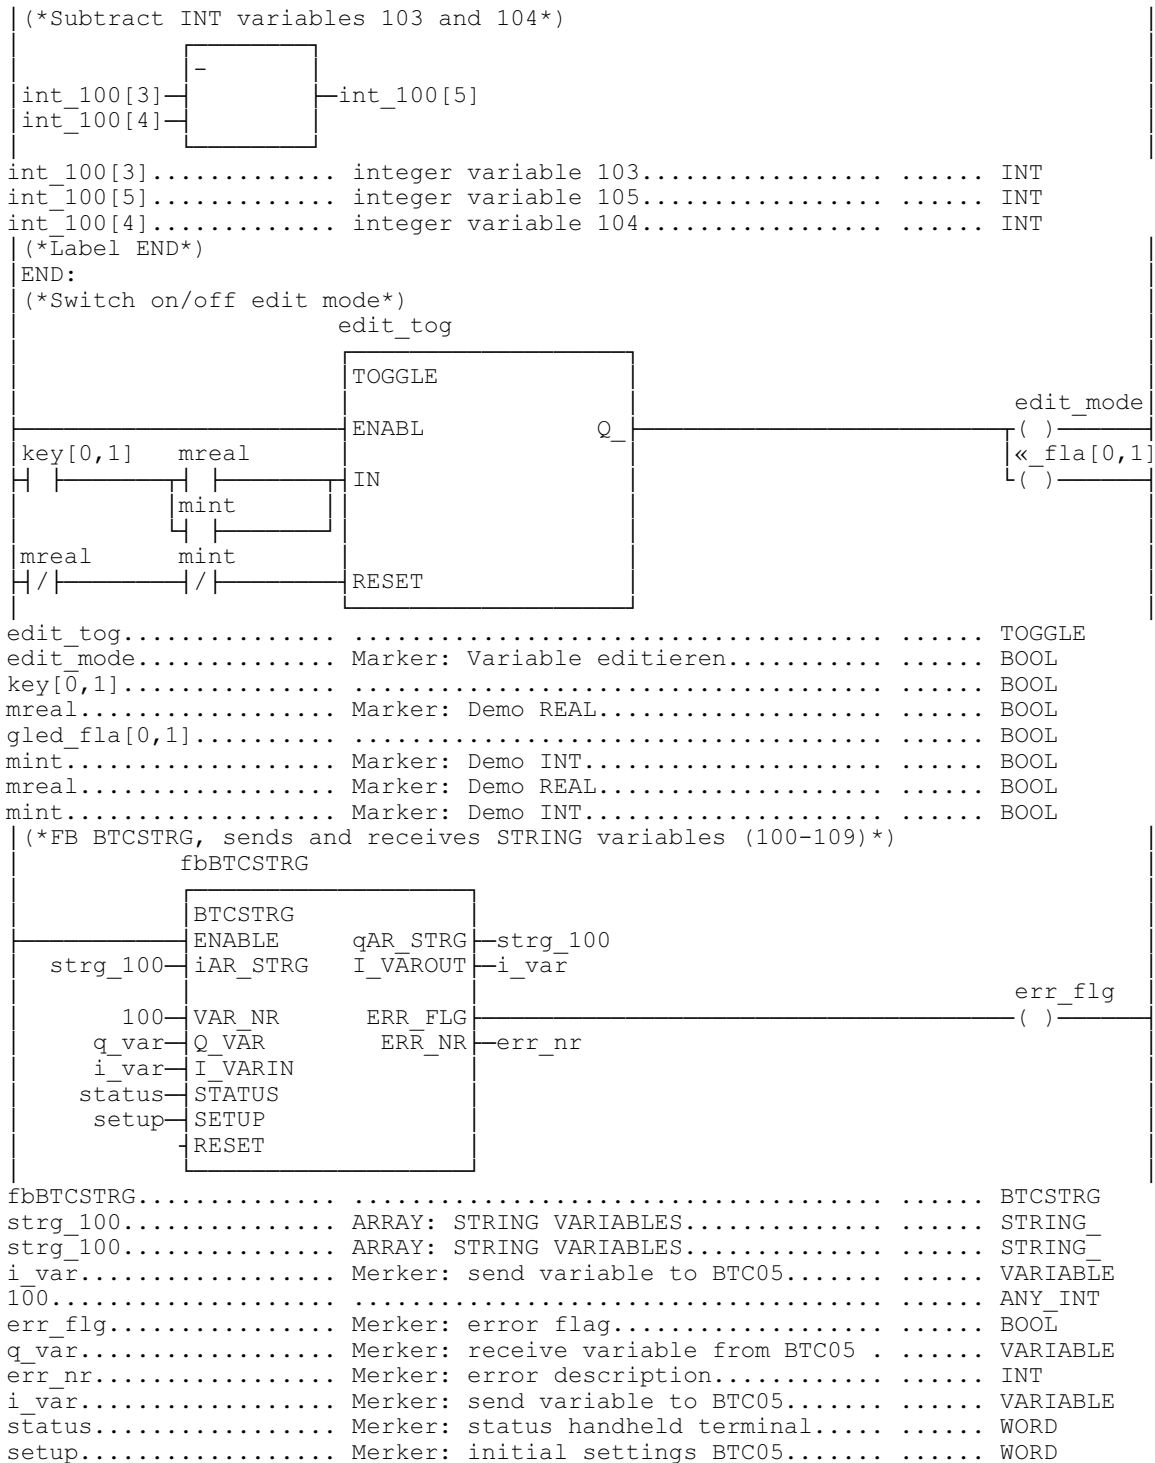 (*Subtract INT variables 103 and 104*)
-
int_100[3] int_100[5]
int_100[4]
int_100[3]............. integer variable 103................. ...... INT
int_100[5]............. integer variable 105................. ...... INT
int_100[4]............. integer variable 104................. ...... INT
(*Label END*)
END:
(*Switch on/off edit mode*)
edit_tog
TOGGLE
edit_mode
ENABL Q_ ( )
key[0,1] mreal «_fla[0,1]
IN ( )
mint
mreal mint
/ / RESET
edit_tog............... ..................................... ...... TOGGLE
edit_mode.............. Marker: Variable editieren........... ...... BOOL
key[0,1]............... ..................................... ...... BOOL
mreal.................. Marker: Demo REAL.................... ...... BOOL
gled_fla[0,1].......... ..................................... ...... BOOL
mint................... Marker: Demo INT..................... ...... BOOL
mreal.................. Marker: Demo REAL.................... ...... BOOL
mint................... Marker: Demo INT..................... ...... BOOL
(*FB BTCSTRG, sends and receives STRING variables (100-109)*)
fbBTCSTRG
BTCSTRG
ENABLE qAR_STRG strg_100
strg_100 iAR_STRG I_VAROUT i_var
err_flg
100 VAR_NR ERR_FLG ( )
q_var Q_VAR ERR_NR err_nr
i_var I_VARIN
status STATUS
setup SETUP
RESET
fbBTCSTRG.............. ..................................... ...... BTCSTRG
strg_100............... ARRAY: STRING VARIABLES.............. ...... STRING_
strg_100............... ARRAY: STRING VARIABLES.............. ...... STRING_
i_var.................. Merker: send variable to BTC05....... ...... VARIABLE
100.................... ..................................... ...... ANY_INT
err_flg................ Merker: error flag................... ...... BOOL
q_var.................. Merker: receive variable from BTC05 . ...... VARIABLE
err_nr................. Merker: error description............ ...... INT
i_var.................. Merker: send variable to BTC05....... ...... VARIABLE
status................. Merker: status handheld terminal..... ...... WORD
setup.................. Merker: initial settings BTC05....... ...... WORD